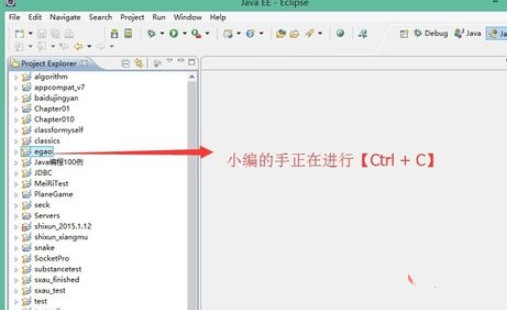 Java EE - Eclipse
File Edit Navigate Search Project Run Window Help
Debug Java Ja
Project Explorer
algorithm
appcompat_v7
baidujingyan
Chapter01
Chapter010
classformyself
classics
egao
小编的手正在进行【Ctrl + C】
Java编程100例
JDBC
MeiRiTest
PlaneGame
seck
Servers
shixun_2015.1.12
shixun_xiangmu
snake
SocketPro
substancetest
sxau_finished
sxau_test
test